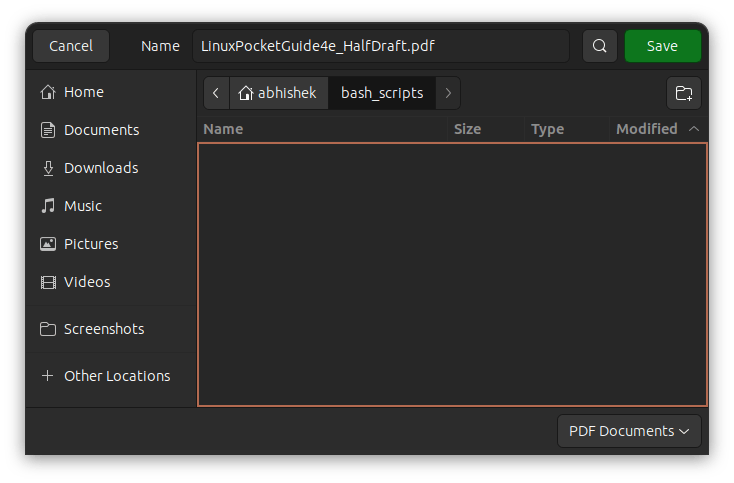 Cancel Name LinuxPocketGuide4e_HalfDraft.pdf Save
Home
Documents
Downloads
Music
Pictures
Videos
Screenshots
Other Locations
abhishek bash_scripts
Name Size Type Modified
PDF Documents